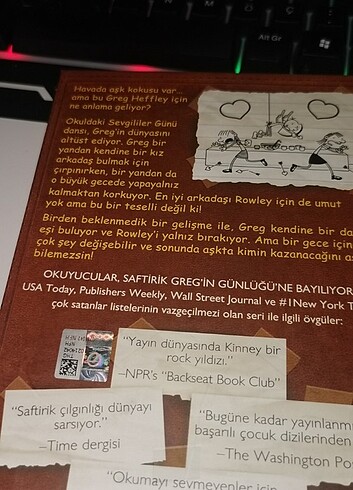 Alt Gr
Havada aşk kokusu var...
ama bu Greg Heffley için
ne anlama geliyor?
Okuldaki Sevgililer Günü
dansı, Greg'in dünyasını
altüst ediyor. Greg bir
yandan kendine bir kız
arkadaş bulmak için
çırpınırken, bir yandan da
o büyük gecede yapayalnız
kalmaktan korkuyor. En iyi arkadaşı Rowley için de umut
yok ama bu bir teselli değil ki!
Birden beklenmedik bir gelişme ile, Greg kendine bir da
eşi buluyor ve Rowley'i yalnız bırakıyor. Ama bir gece için
çok şey değişebilir ve sonunda aşkta kimin kazanacağını as
bilemezsin!
OKUYUCULAR, SAFTİRİK GREG'İN GÜNLÜĞÜ'NE BAYILIYOR
USA Today, Publishers Weekly, Wall Street Journal ve #1New York T
çok satanlar listelerinin vazgeçilmezi olan seri ile ilgili övgüler:
"Yayın dünyasında Kinney bir
rock yıldızı."
–NPR's "Backseat Book Club"
"Saftirik çılgınlığı dünyayı
sarsıyor."
–Time dergisi
"Bugüne kadar yayınlanm
başarılı çocuk dizilerinden
–The Washington Po
"Okumayı sevmeyenler için